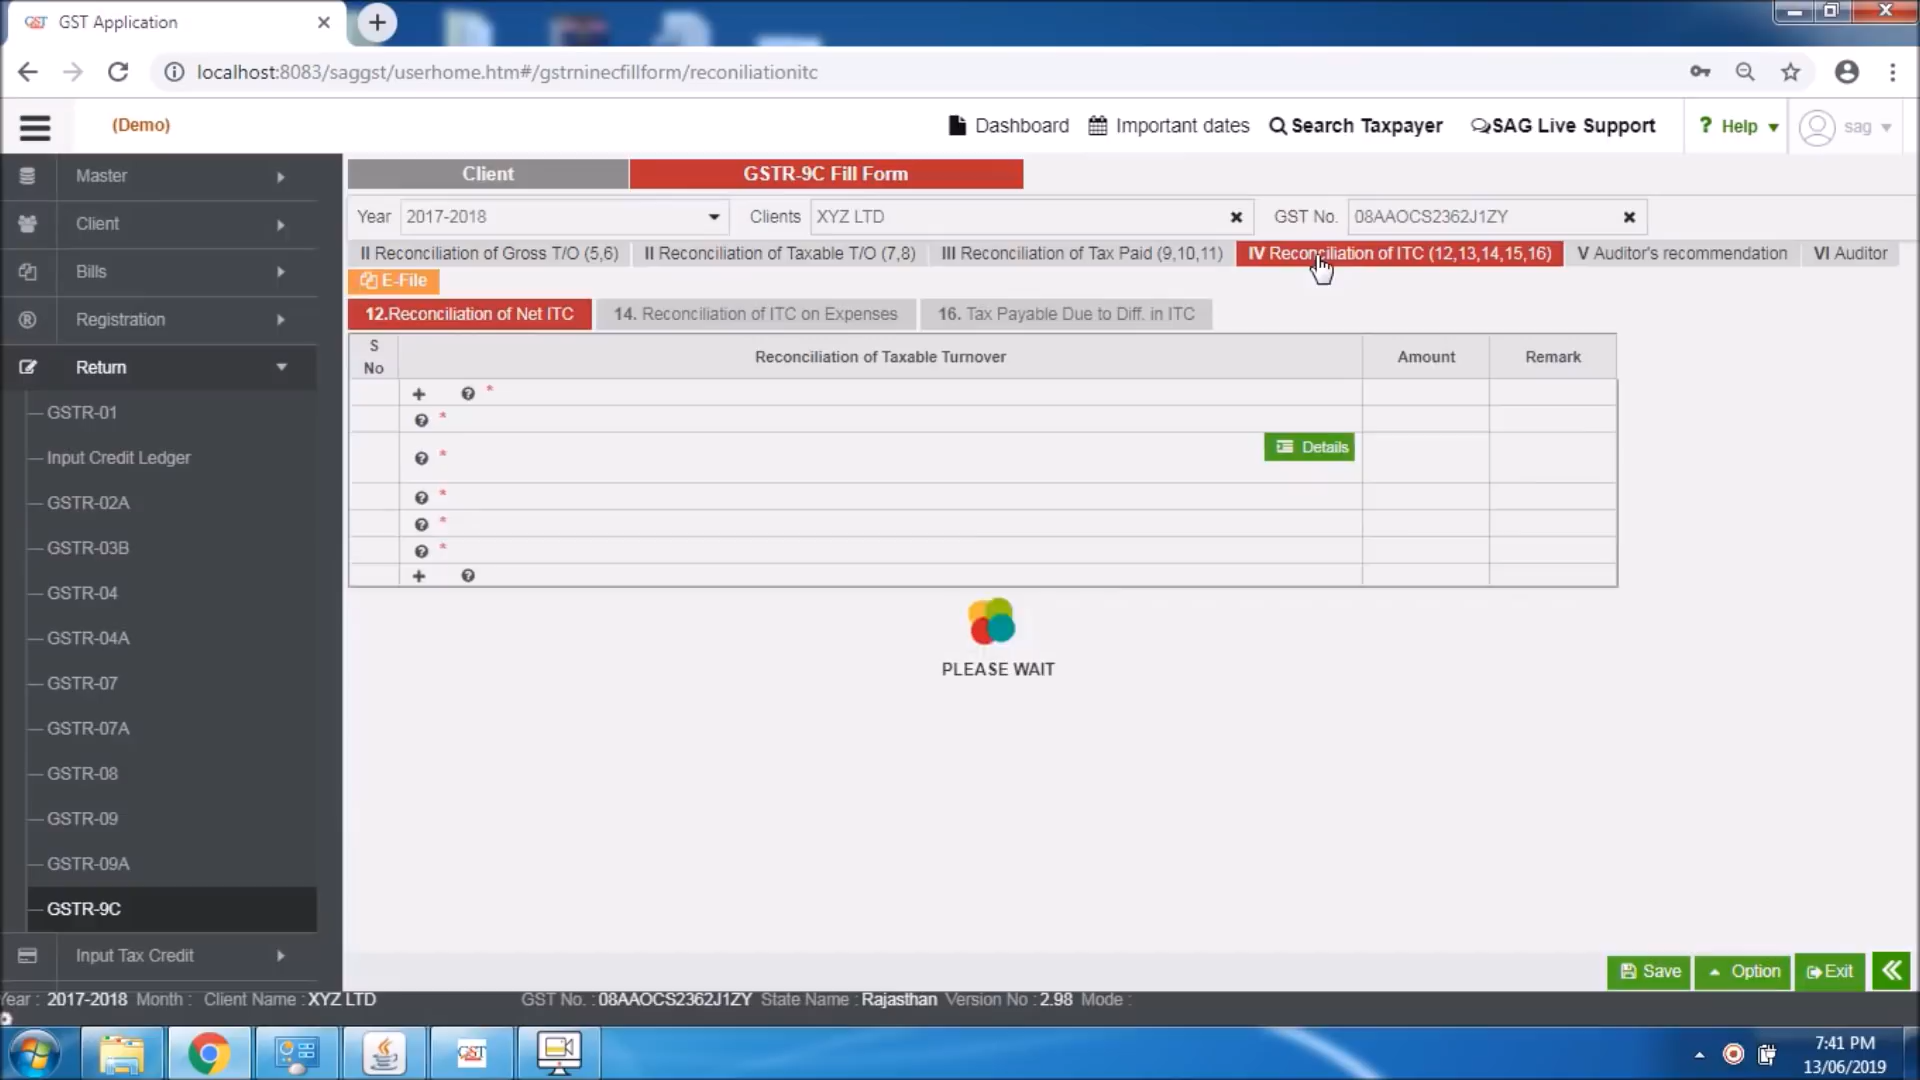 GST Application
localhost:8083/saggst/userhome.htm#/gstrninecfillform/reconiliationitc
(Demo)
Dashboard
Important dates
Search Taxpayer
SAG Live Support
? Help
sag
Master
Client
Bills
Registration
Return
GSTR-01
Input Credit Ledger
GSTR-02A
GSTR-03B
GSTR-04
GSTR-04A
GSTR-07
GSTR-07A
GSTR-08
GSTR-09
GSTR-09A
GSTR-9C
Input Tax Credit
Client
GSTR-9C Fill Form
Year 2017-2018
Clients XYZ LTD
GST No. 08AAOCS2362J1ZY
II Reconciliation of Gross T/O (5,6)
II Reconciliation of Taxable T/O (7,8)
III Reconciliation of Tax Paid (9,10,11)
IV Reconciliation of ITC (12,13,14,15,16)
V Auditor's recommendation
VI Auditor
E-File
12.Reconciliation of Net ITC
14. Reconciliation of ITC on Expenses
16. Tax Payable Due to Diff. in ITC
S No
Reconciliation of Taxable Turnover
Amount
Remark
+ ? *
? *
? *
Details
? *
? *
? *
+ ?
PLEASE WAIT
Save
Option
Exit
Year : 2017-2018 Month : Client Name : XYZ LTD
GST No. : 08AAOCS2362J1ZY State Name : Rajasthan Version No : 2.98 Mode :
GST
7:41 PM
13/06/2019